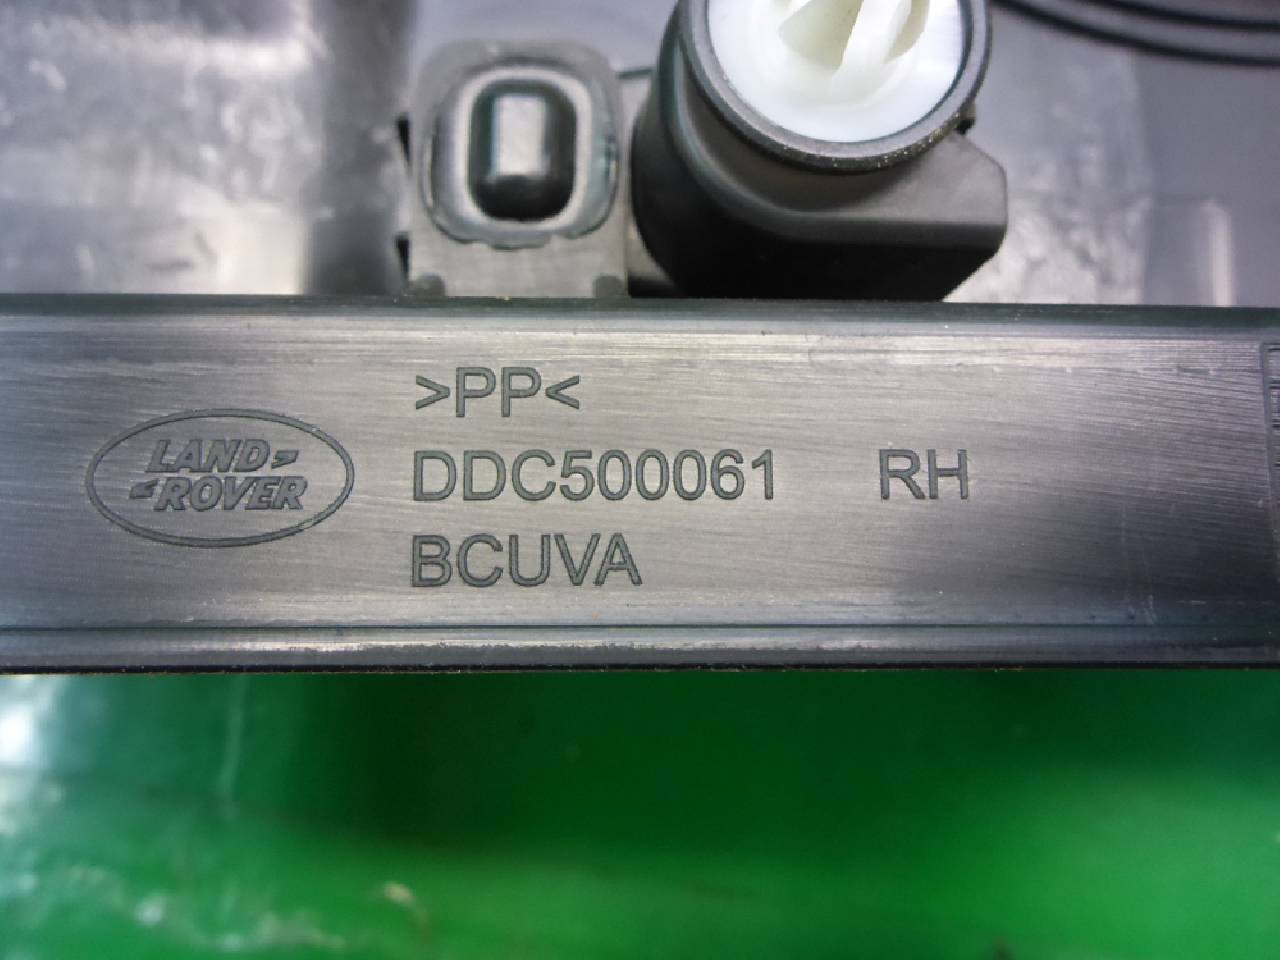 >PP<
LAND
ROVER
DDC500061 RH
BCUVA